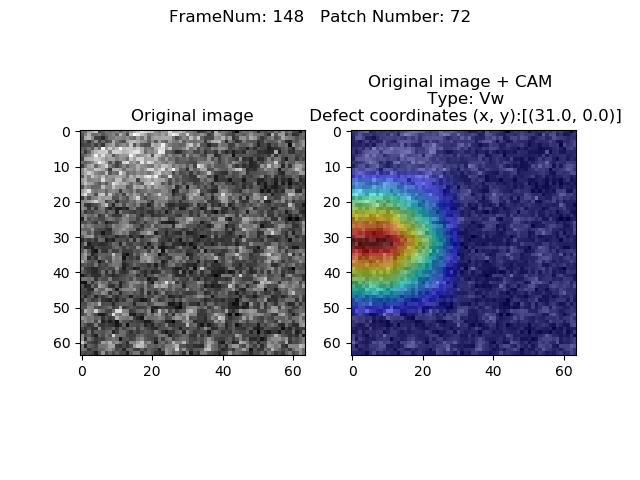 FrameNum: 148   Patch Number: 72
Original image
0
10
20
30
40
50
60
0 20 40 60
Original image + CAM
Type: Vw
Defect coordinates (x, y):[(31.0, 0.0)]
0
10
20
30
40
50
60
0 20 40 60